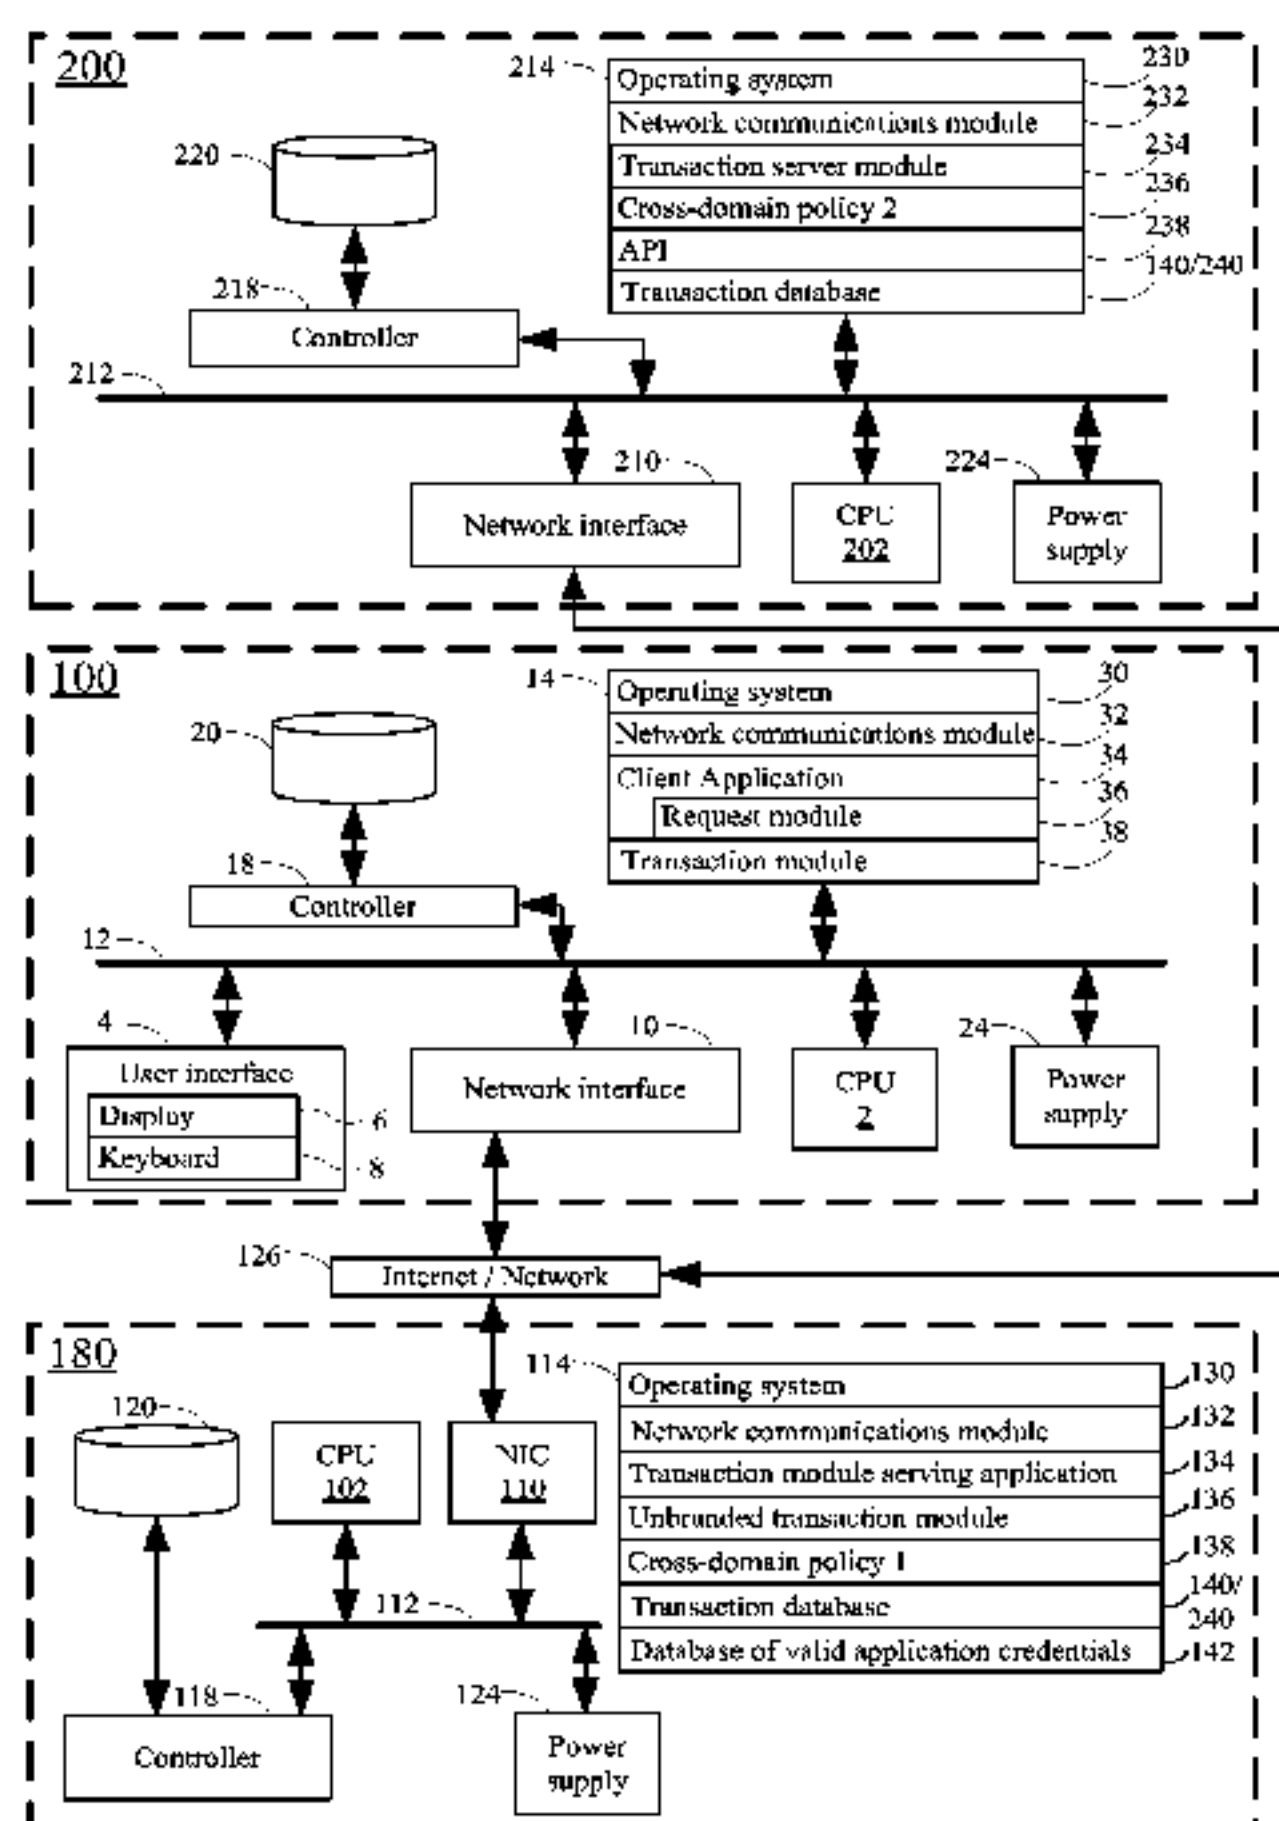 200
214
Operating system
230
Network communications module
232
220
Transaction server module
234
Cross-domain policy 2
236
API
238
218
Transaction database
140/240
Controller
212
210
224
Network interface
CPU
202
Power
supply
100
14
Operating system
30
20
Network communications module
32
Client Application
34
Request module
36
18
Transaction module
38
Controller
12
4
10
24
User interface
Display
6
Keyboard
8
Network interface
CPU
2
Power
supply
126
Internet / Network
180
114
Operating system
130
120
Network communications module
132
CPU
102
NIC
110
Transaction module serving application
134
Unbranded transaction module
136
Cross-domain policy 1
138
112
Transaction database
140/
240
Database of valid application credentials
142
118
124
Controller
Power
supply